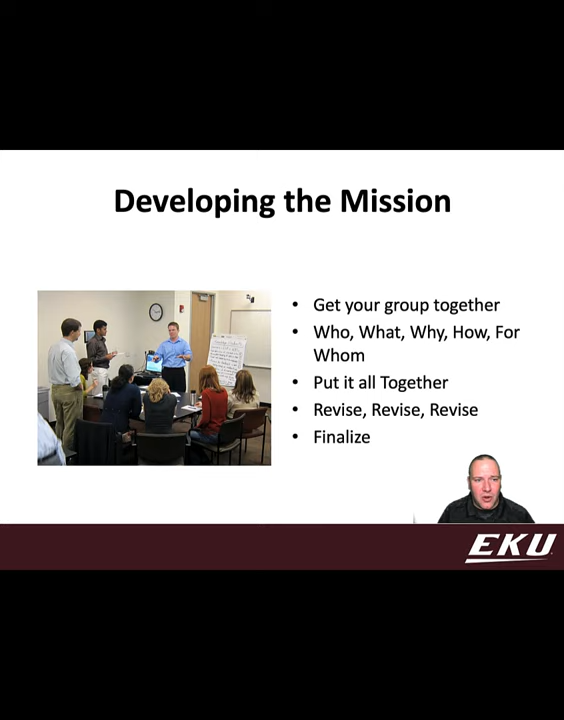 Developing the Mission
• Get your group together
• Who, What, Why, How, For
Whom
• Put it all Together
• Revise, Revise, Revise
• Finalize
EKU